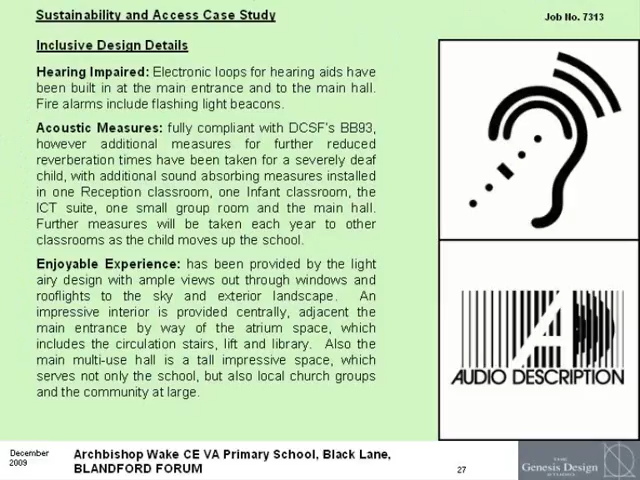 Sustainability and Access Case Study
Job No. 7313
Inclusive Design Details
Hearing Impaired: Electronic loops for hearing aids have
been built in at the main entrance and to the main hall.
Fire alarms include flashing light beacons.
Acoustic Measures: fully compliant with DCSF's BB93,
however additional measures for further reduced
reverberation times have been taken for a severely deaf
child, with additional sound absorbing measures installed
in one Reception classroom, one Infant classroom, the
ICT suite, one small group room and the main hall.
Further measures will be taken each year to other
classrooms as the child moves up the school.
Enjoyable Experience: has been provided by the light
airy design with ample views out through windows and
rooflights to the sky and exterior landscape. An
impressive interior is provided centrally, adjacent the
main entrance by way of the atrium space, which
includes the circulation stairs, lift and library. Also the
main multi-use hall is a tall impressive space, which
serves not only the school, but also local church groups
and the community at large.
AD
AUDIO DESCRIPTION
December
2009
Archbishop Wake CE VA Primary School, Black Lane,
BLANDFORD FORUM
27
THE
Genesis Design
STUDIO